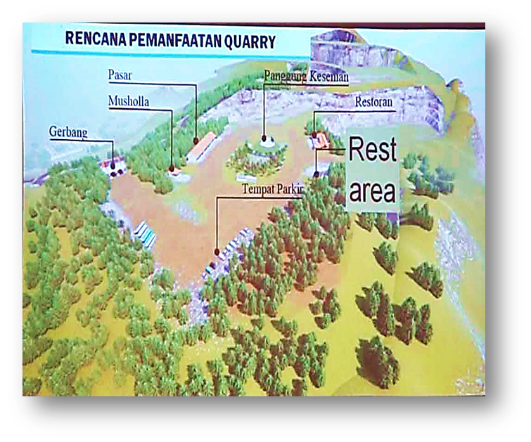 RENCANA PEMANFAATAN QUARRY
Pasar
Panggung Kesenian
Musholla
Restoran
Gerbang
Rest
area
Tempat Parkir